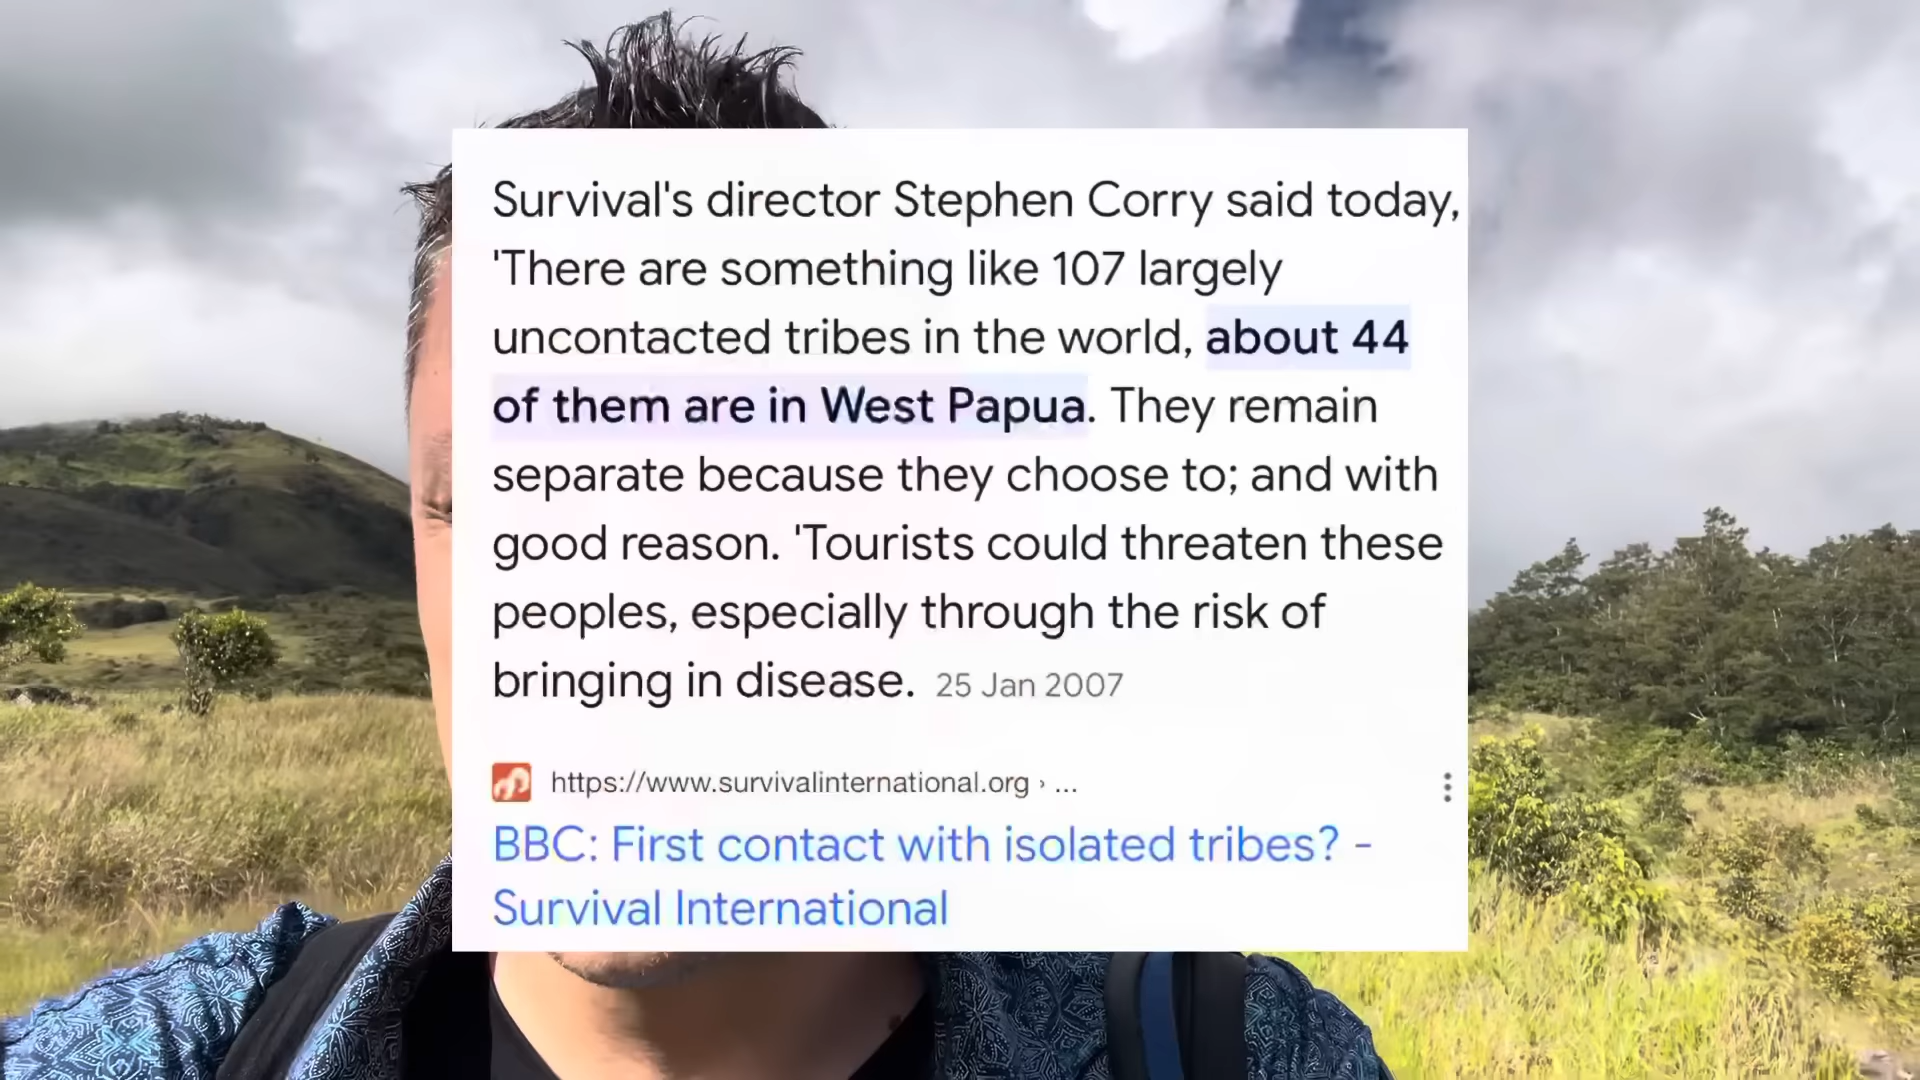 Survival's director Stephen Corry said today,
'There are something like 107 largely
uncontacted tribes in the world, about 44
of them are in West Papua. They remain
separate because they choose to; and with
good reason. 'Tourists could threaten these
peoples, especially through the risk of
bringing in disease. 25 Jan 2007
https://www.survivalinternational.org › ...
BBC: First contact with isolated tribes? -
Survival International